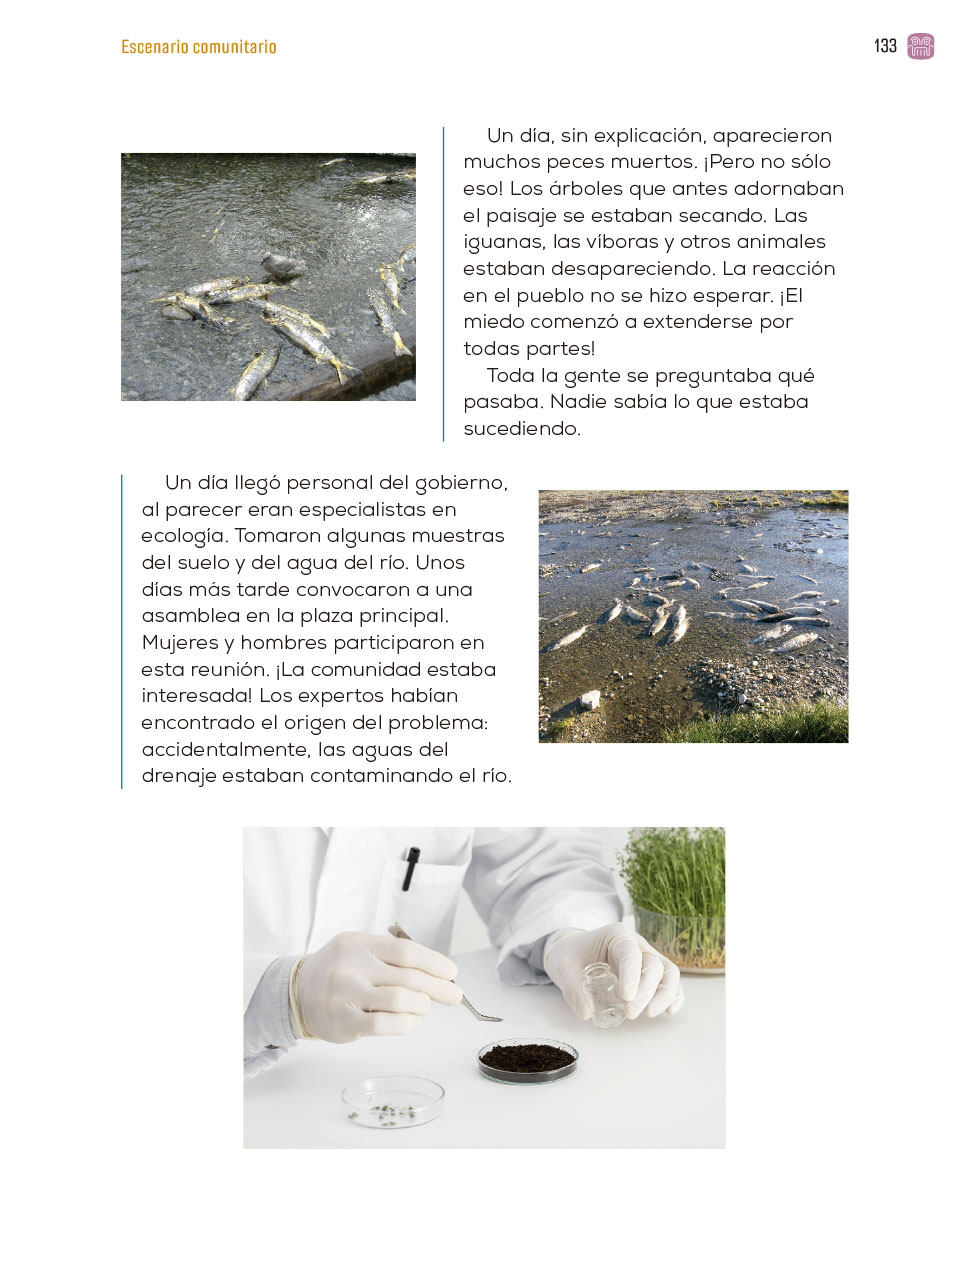 Escenario comunitario
133
Un día, sin explicación, aparecieron
muchos peces muertos. ¡Pero no sólo
eso! Los árboles que antes adornaban
el paisaje se estaban secando. Las
iguanas, las víboras y otros animales
estaban desapareciendo. La reacción
en el pueblo no se hizo esperar. ¡El
miedo comenzó a extenderse por
todas partes!
Toda la gente se preguntaba qué
pasaba. Nadie sabía lo que estaba
sucediendo.
Un día llegó personal del gobierno,
al parecer eran especialistas en
ecología. Tomaron algunas muestras
del suelo y del agua del río. Unos
días más tarde convocaron a una
asamblea en la plaza principal.
Mujeres y hombres participaron en
esta reunión. ¡La comunidad estaba
interesada! Los expertos habían
encontrado el origen del problema:
accidentalmente, las aguas del
drenaje estaban contaminando el río.